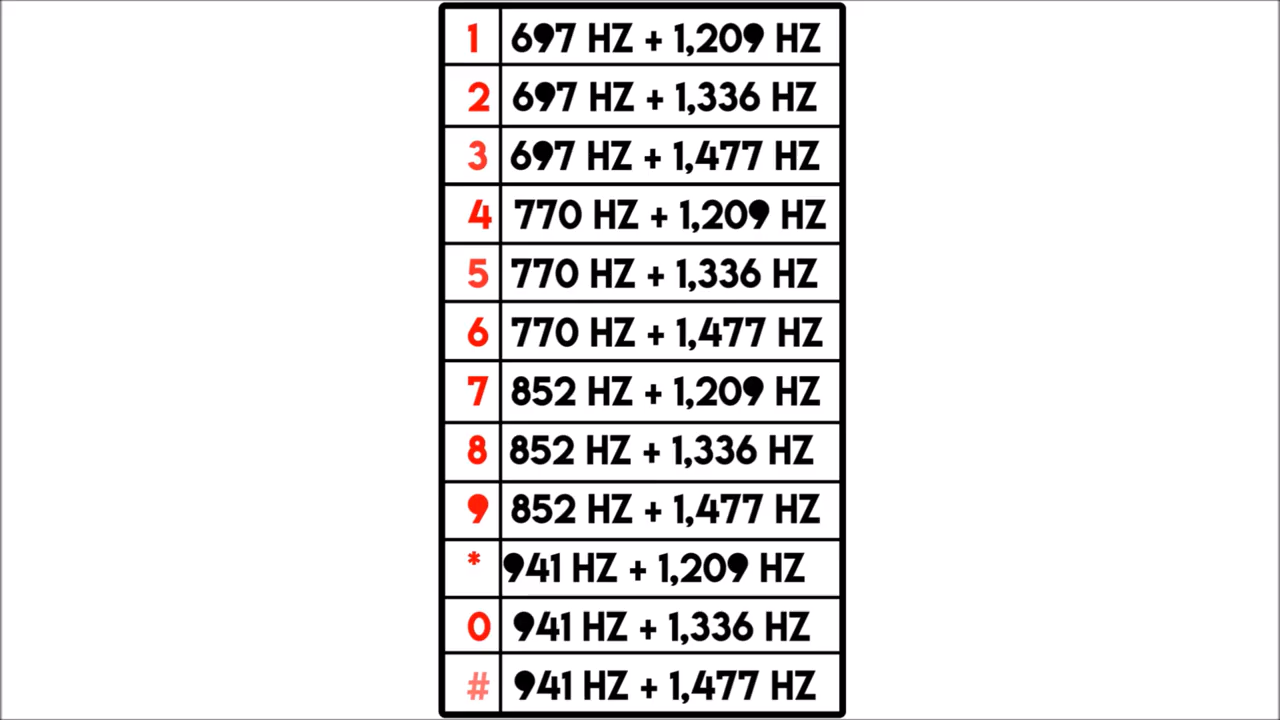 1 697 HZ + 1,209 HZ
2 697 HZ + 1,336 HZ
3 697 HZ + 1,477 HZ
4 770 HZ + 1,209 HZ
5 770 HZ + 1,336 HZ
6 770 HZ + 1,477 HZ
7 852 HZ + 1,209 HZ
8 852 HZ + 1,336 HZ
9 852 HZ + 1,477 HZ
* 941 HZ + 1,209 HZ
0 941 HZ + 1,336 HZ
# 941 HZ + 1,477 HZ